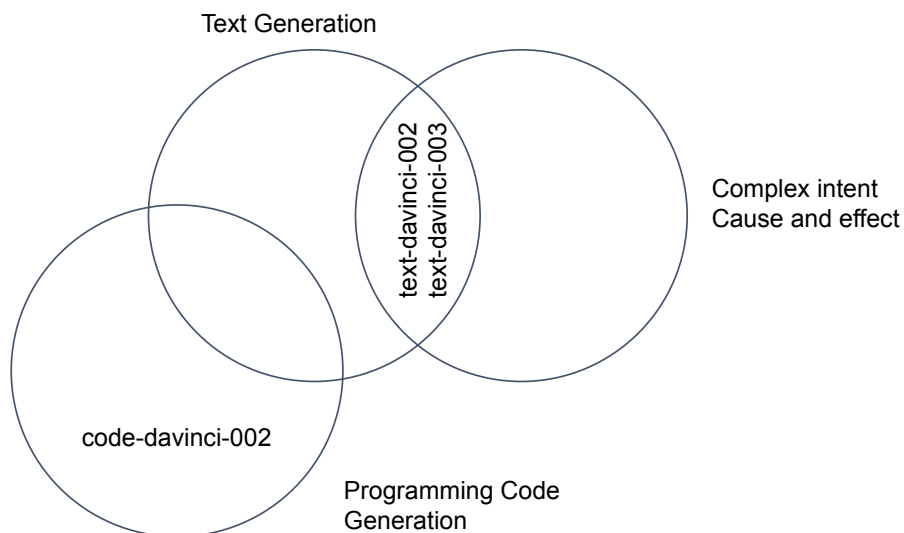 Text Generation
text-davinci-002
text-davinci-003
Complex intent
Cause and effect
code-davinci-002
Programming Code
Generation